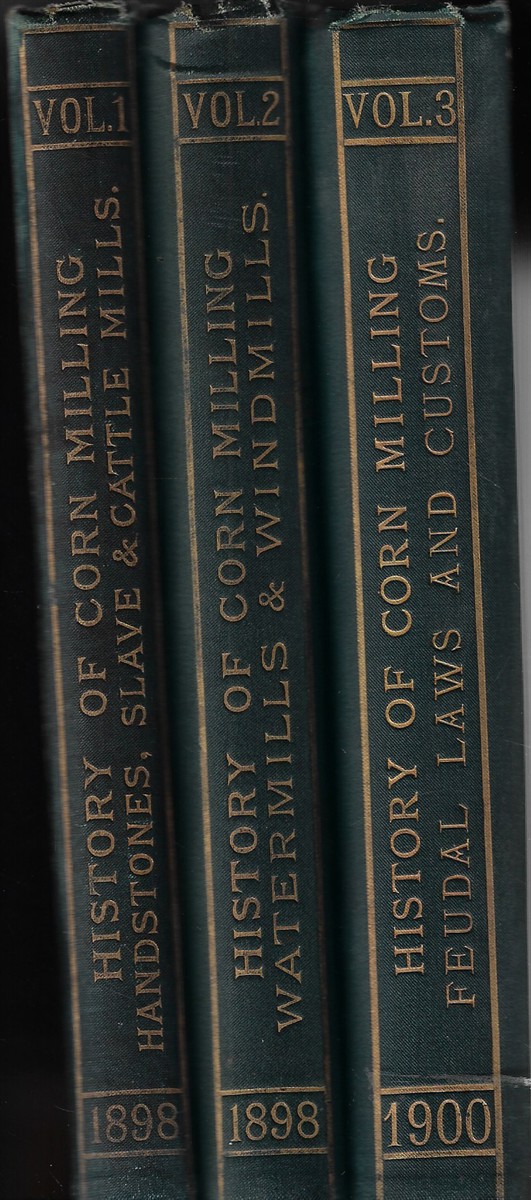 VOL.1
HISTORY OF CORN MILLING
HANDSTONES, SLAVE & CATTLE MILLS.
1898
VOL.2
HISTORY OF CORN MILLING
WATERMILLS & WINDMILLS.
1898
VOL.3
HISTORY OF CORN MILLING
FEUDAL LAWS AND CUSTOMS.
1900